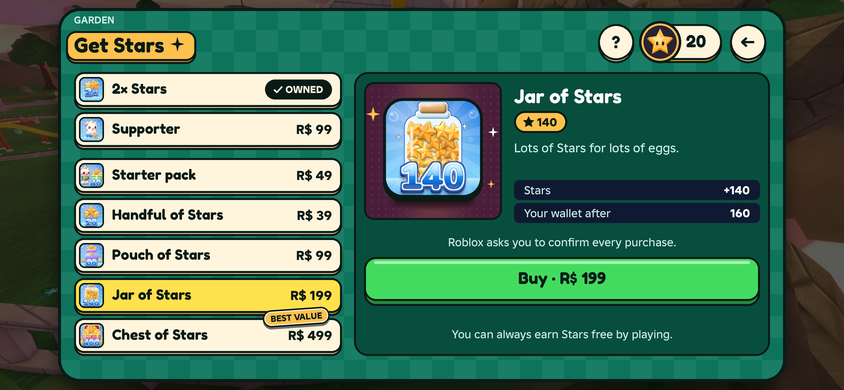 GARDEN
Get Stars
?
20
2x Stars
OWNED
Supporter
R$ 99
Starter pack
R$ 49
Handful of Stars
R$ 39
Pouch of Stars
R$ 99
Jar of Stars
R$ 199
BEST VALUE
Chest of Stars
R$ 499
140
Jar of Stars
140
Lots of Stars for lots of eggs.
Stars +140
Your wallet after 160
Roblox asks you to confirm every purchase.
Buy · R$ 199
You can always earn Stars free by playing.